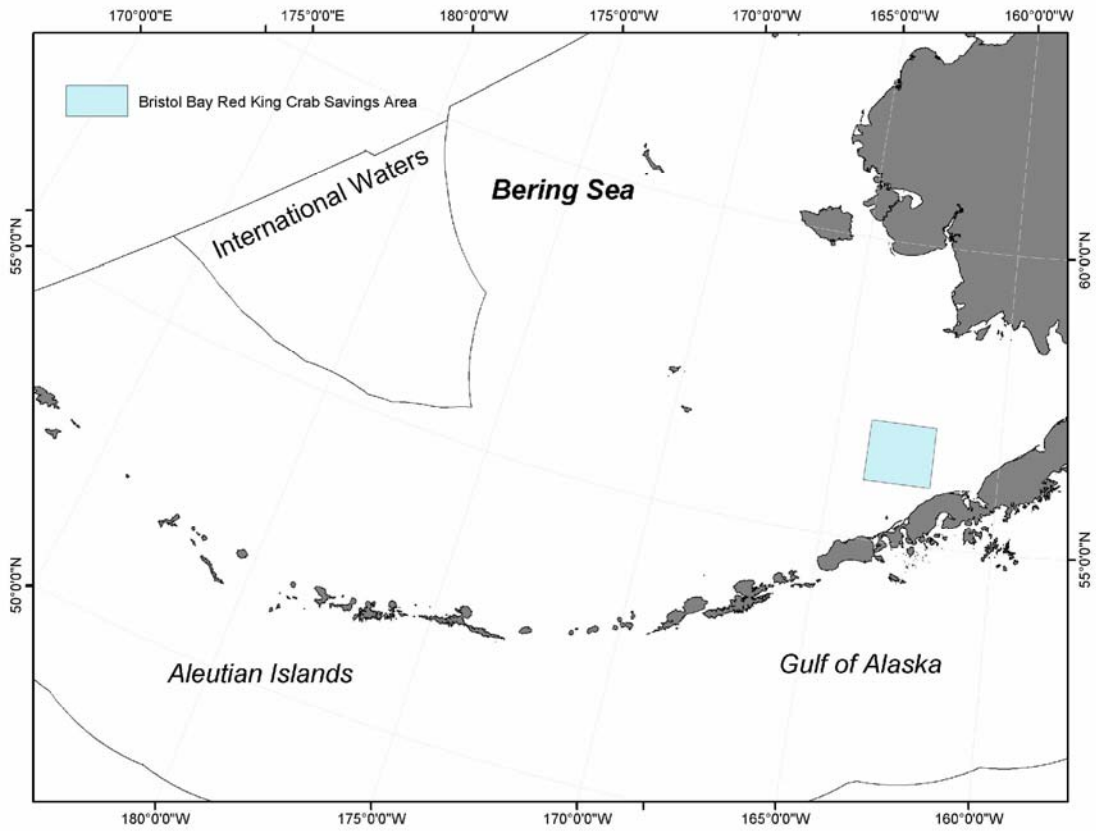 170°0'0"E 175°0'0"E 180°0'0"W 175°0'0"W 170°0'0"W 165°0'0"W 160°0'0"W
Bristol Bay Red King Crab Savings Area
International Waters
Bering Sea
55°0'0"N
60°0'0"N
50°0'0"N
55°0'0"N
Aleutian Islands
Gulf of Alaska
180°0'0"W 175°0'0"W 170°0'0"W 165°0'0"W 160°0'0"W